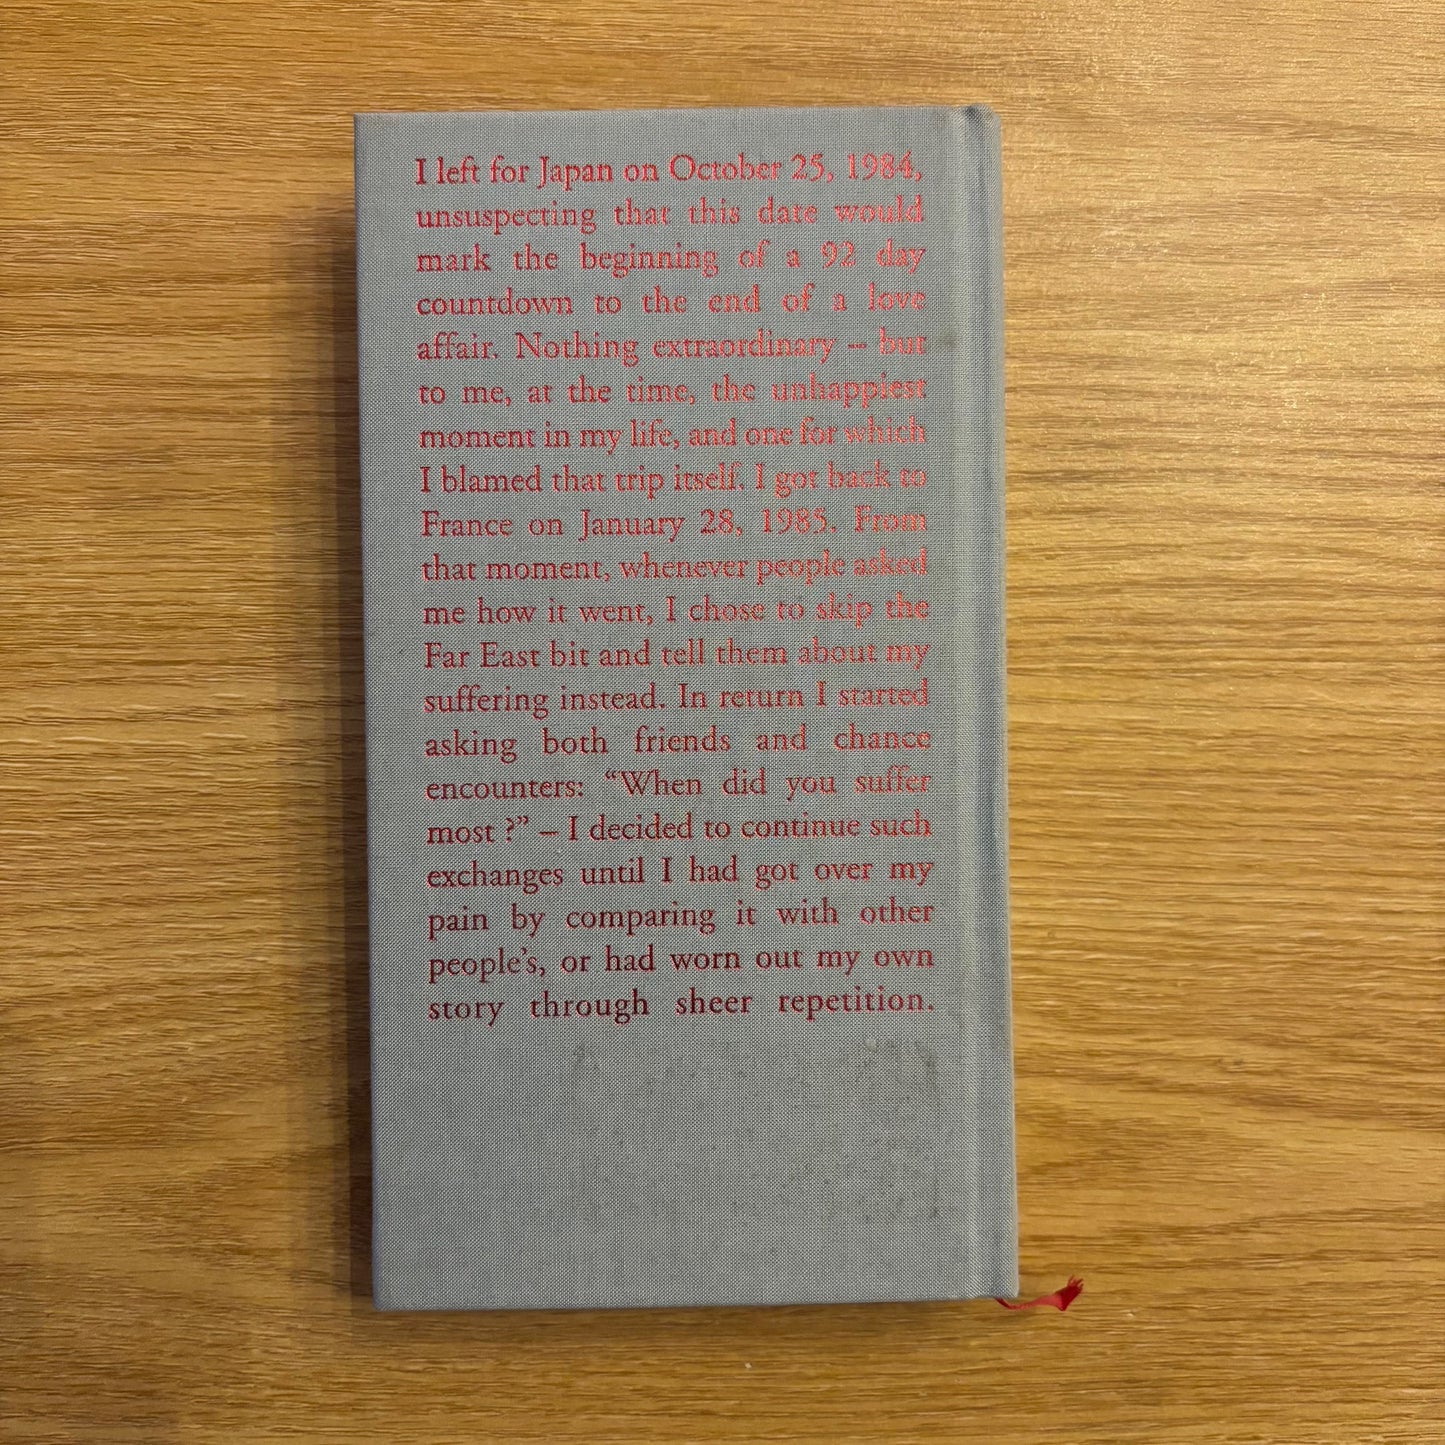 I left for Japan on October 25, 1984,
unsuspecting that this date would
mark the beginning of a 92 day
countdown to the end of a love
affair. Nothing extraordinary – but
to me, at the time, the unhappiest
moment in my life, and one for which
I blamed that trip itself. I got back to
France on January 28, 1985. From
that moment, whenever people asked
me how it went, I chose to skip the
Far East bit and tell them about my
suffering instead. In return I started
asking both friends and chance
encounters: “When did you suffer
most ?” – I decided to continue such
exchanges until I had got over my
pain by comparing it with other
people’s, or had worn out my own
story through sheer repetition.